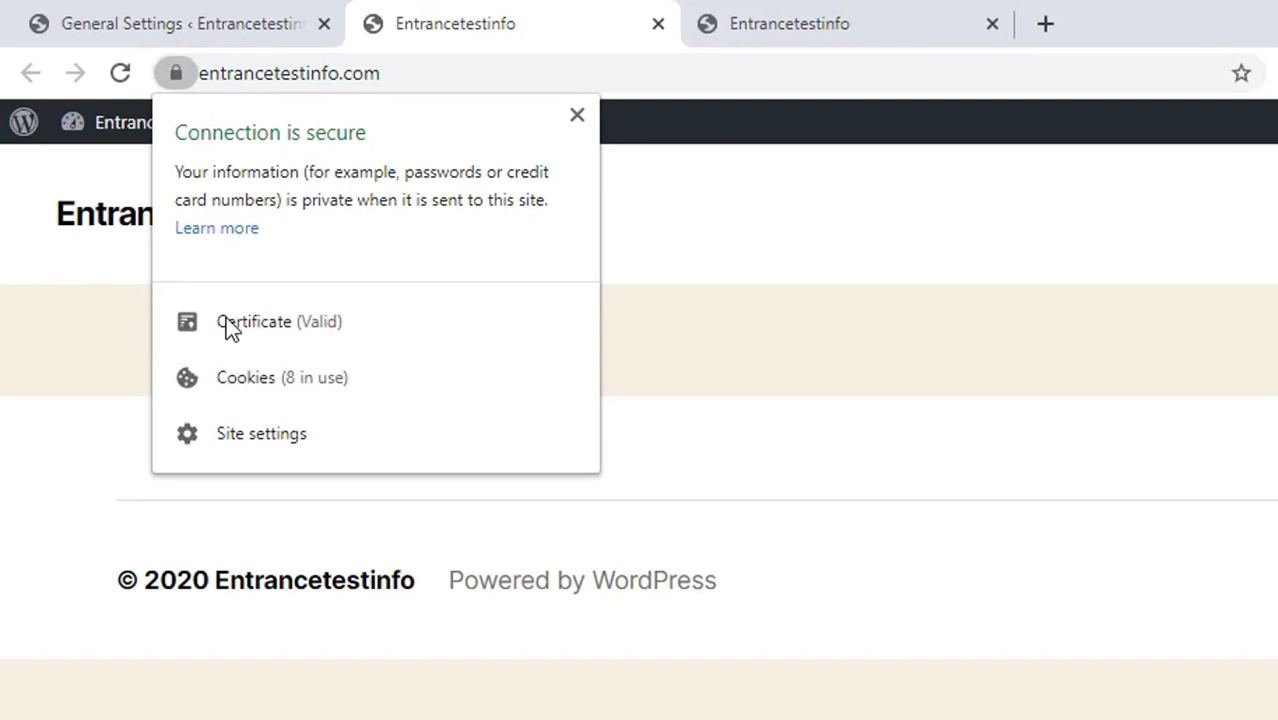 General Settings ‹ Entrancetestin
Entrancetestinfo
Entrancetestinfo
entrancetestinfo.com
Entranc
Connection is secure
Your information (for example, passwords or credit
card numbers) is private when it is sent to this site.
Learn more
Entran
Certificate (Valid)
Cookies (8 in use)
Site settings
© 2020 Entrancetestinfo Powered by WordPress